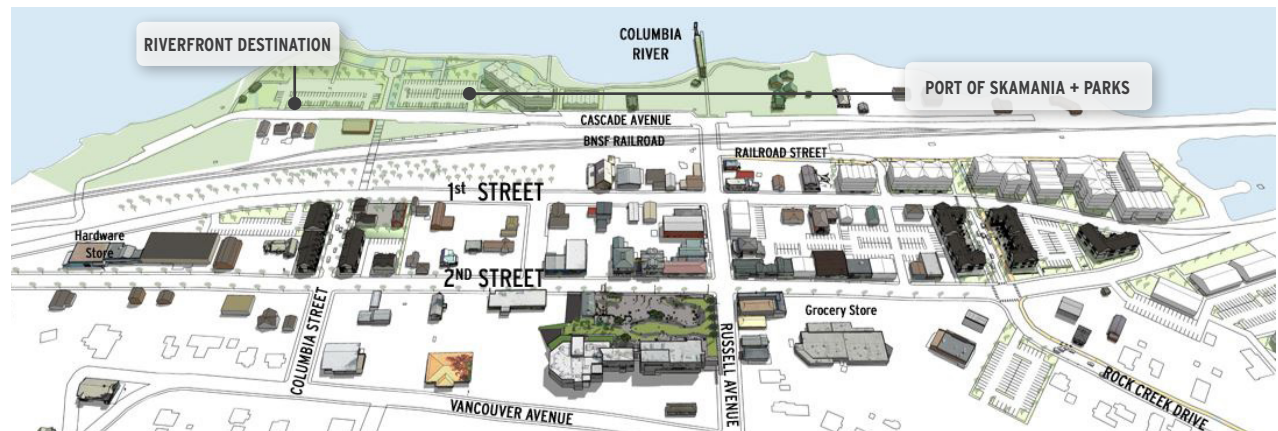 RIVERFRONT DESTINATION
COLUMBIA
RIVER
PORT OF SKAMANIA + PARKS
CASCADE AVENUE
BNSF RAILROAD
RAILROAD STREET
1st STREET
Hardware
Store
2ND STREET
COLUMBIA STREET
Grocery Store
RUSSELL AVENUE
ROCK CREEK DRIVE
VANCOUVER AVENUE